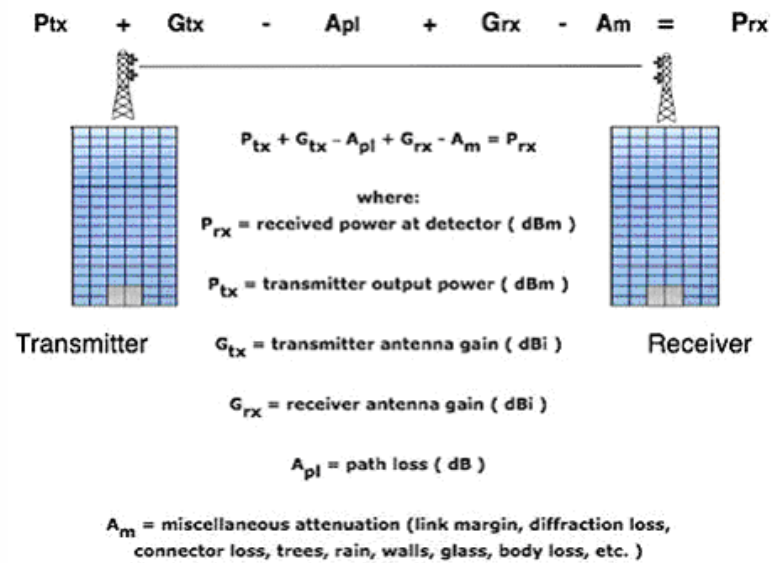 Ptx + Gtx - Apl + Grx - Am = Prx
Ptx + Gtx - Apl + Grx - Am = Prx
where:
Prx = received power at detector ( dBm )
Ptx = transmitter output power ( dBm )
Transmitter
Receiver
Gtx = transmitter antenna gain ( dBi )
Grx = receiver antenna gain ( dBi )
Apl = path loss ( dB )
Am = miscellaneous attenuation (link margin, diffraction loss,
connector loss, trees, rain, walls, glass, body loss, etc. )